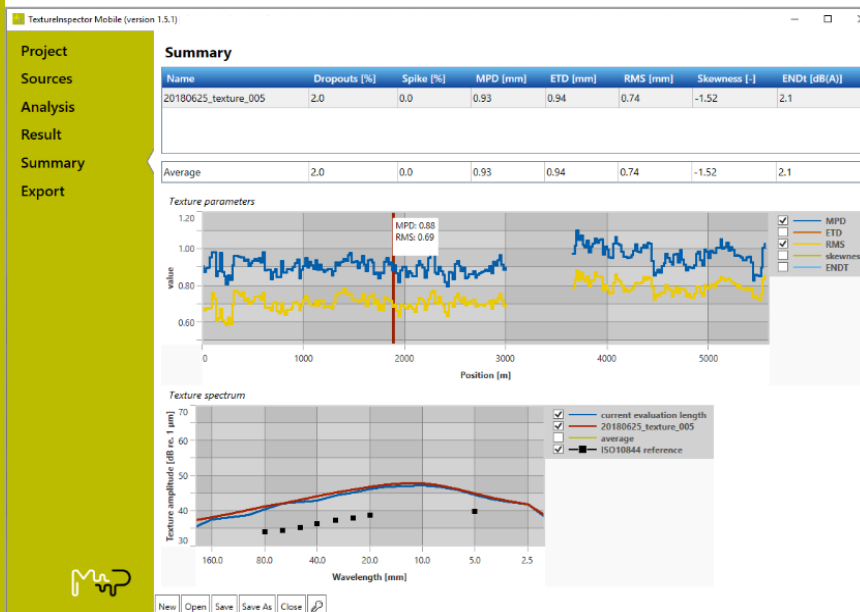 TextureInspector Mobile (version 1.5.1)
Project
Sources
Analysis
Result
Summary
Export
Summary
Name Dropouts [%] Spike [%] MPD [mm] ETD [mm] RMS [mm] Skewness [-] ENDt [dB(A)]
20180625_texture_005 2.0 0.0 0.93 0.94 0.74 -1.52 2.1
Average 2.0 0.0 0.93 0.94 0.74 -1.52 2.1
Texture parameters
1.20
1.00
0.80
0.60
value
MPD: 0.88
RMS: 0.69
MPD
ETD
RMS
skewnes
ENDT
0 1000 2000 3000 4000 5000
Position [m]
Texture spectrum
70
60
50
40
30
Texture amplitude [dB re. 1 µm]
current evaluation length
20180625_texture_005
average
ISO10844 reference
160.0 80.0 40.0 20.0 10.0 5.0 2.5
Wavelength [mm]
M+P
New Open Save Save As Close